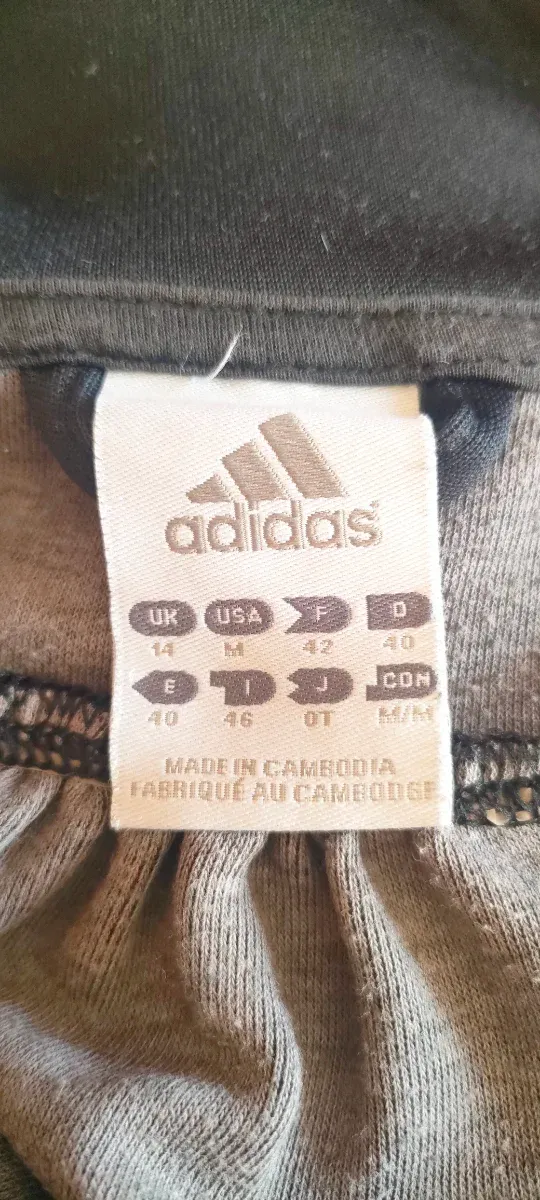 adidas
UK USA F D
14 M 42 40
E I J CDN
40 46 OT M/M
MADE IN CAMBODIA
FABRIQUÉ AU CAMBODGE